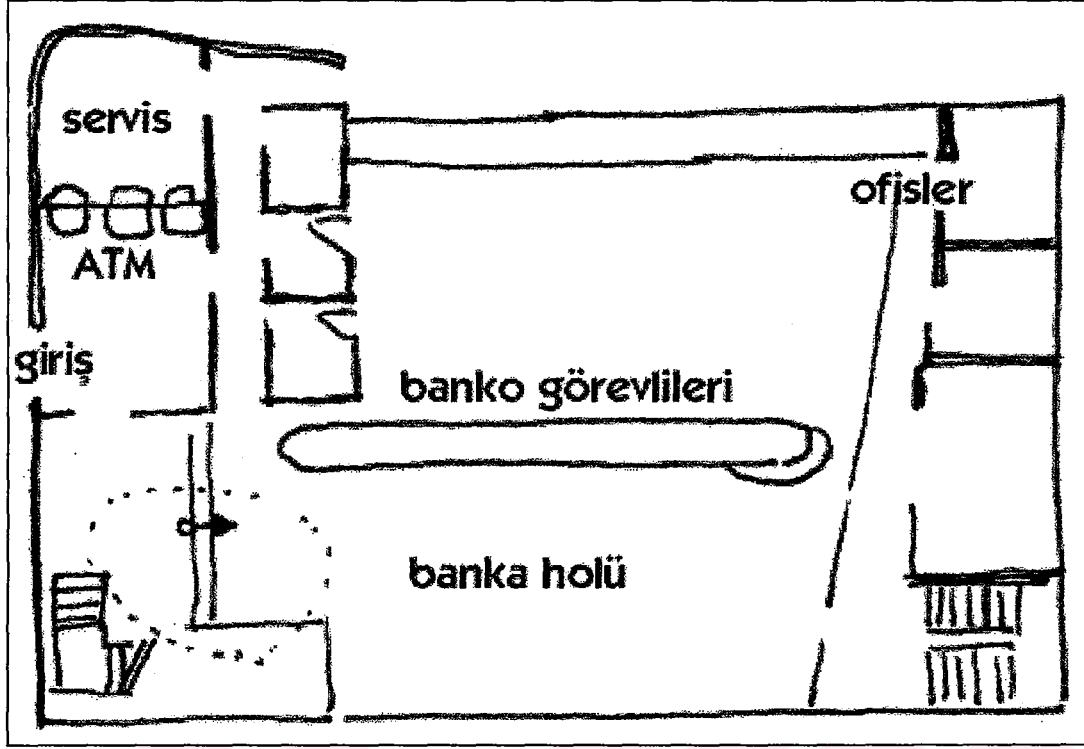 servis
ofisler
ATM
giriş
banko görevlileri
banka holü